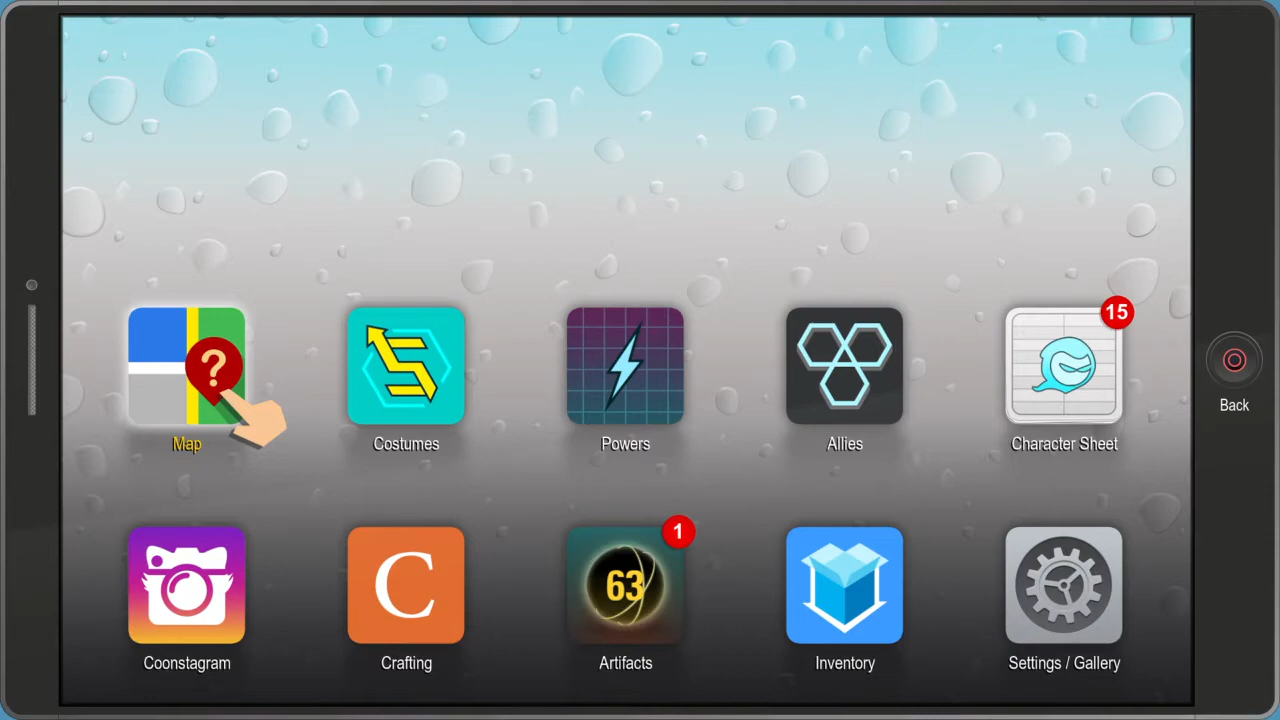 ?
15
Back
Map
Costumes
Powers
Allies
Character Sheet
C
63
1
Coonstagram
Crafting
Artifacts
Inventory
Settings / Gallery